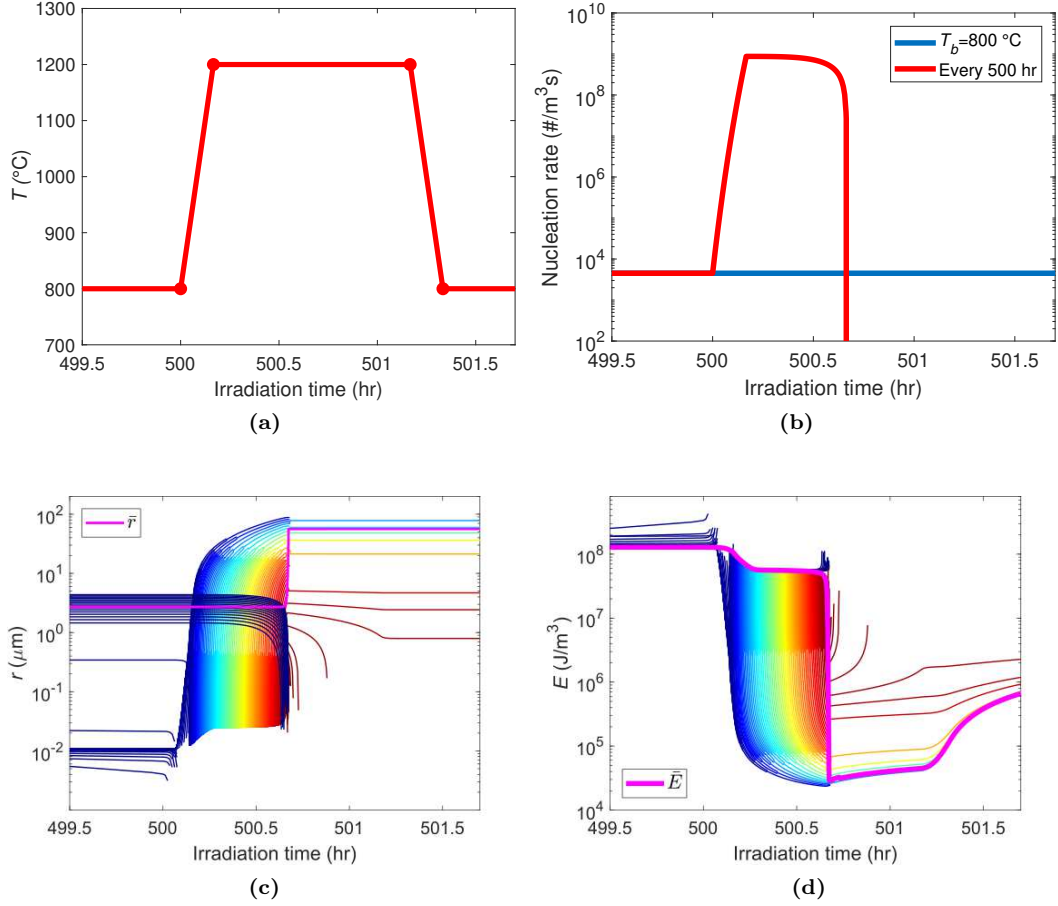 1300
1200
1100
1000
900
800
700
T (°C)
499.5 500 500.5 501 501.5
Irradiation time (hr)
(a)
10^10
10^8
10^6
10^4
10^2
Nucleation rate (#/m^3s)
T_b=800 °C
Every 500 hr
499.5 500 500.5 501 501.5
Irradiation time (hr)
(b)
10^2
10^1
10^0
10^-1
10^-2
r (μm)
r̄
499.5 500 500.5 501 501.5
Irradiation time (hr)
(c)
10^8
10^7
10^6
10^5
10^4
E (J/m^3)
Ē
499.5 500 500.5 501 501.5
Irradiation time (hr)
(d)